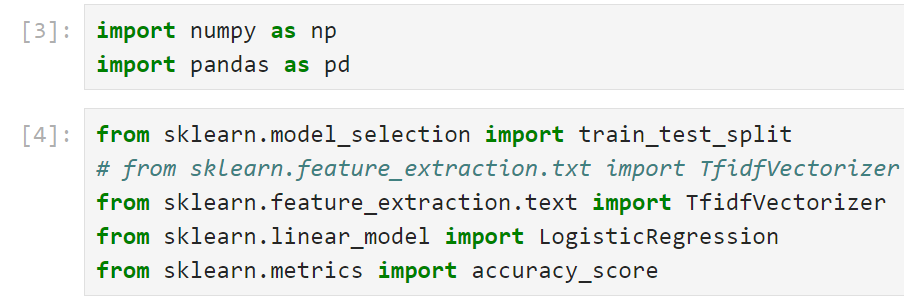 [3]: import numpy as np
import pandas as pd
[4]: from sklearn.model_selection import train_test_split
# from sklearn.feature_extraction.txt import TfidfVectorizer
from sklearn.feature_extraction.text import TfidfVectorizer
from sklearn.linear_model import LogisticRegression
from sklearn.metrics import accuracy_score